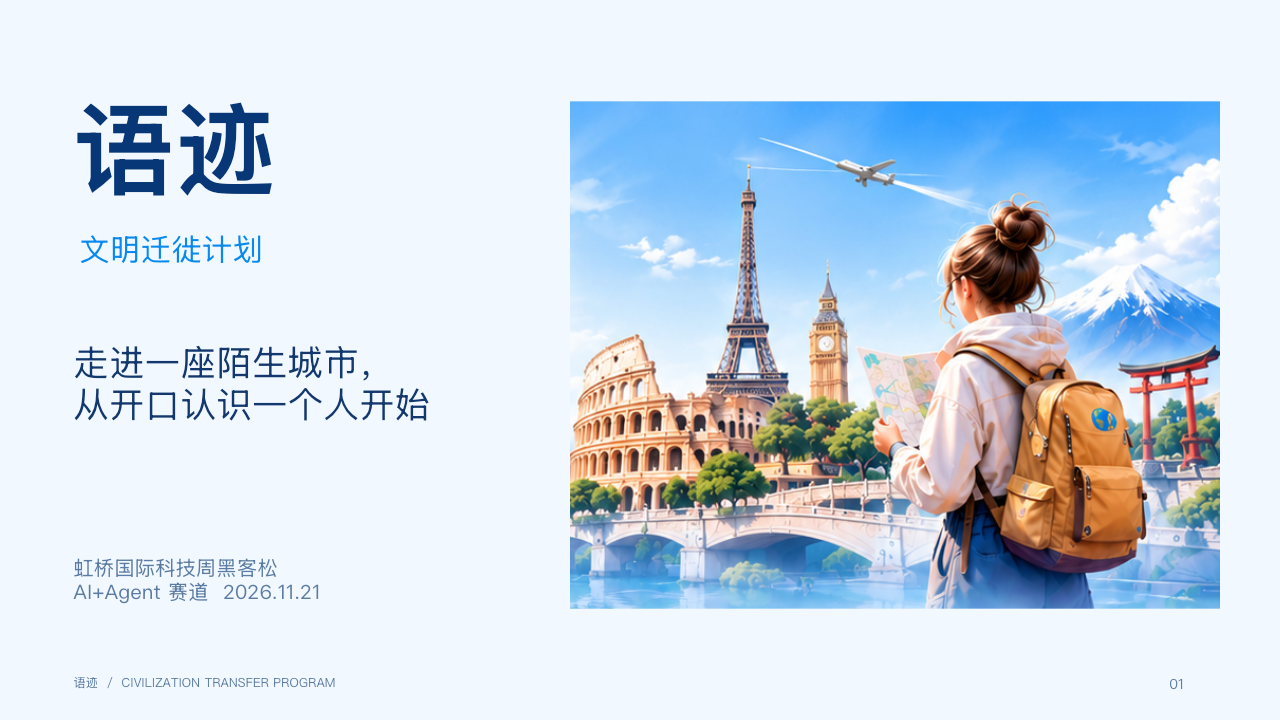 语迹
文明迁徙计划
走进一座陌生城市，
从开口认识一个人开始
虹桥国际科技周黑客松
AI+Agent 赛道 2026.11.21
语迹 / CIVILIZATION TRANSFER PROGRAM
01